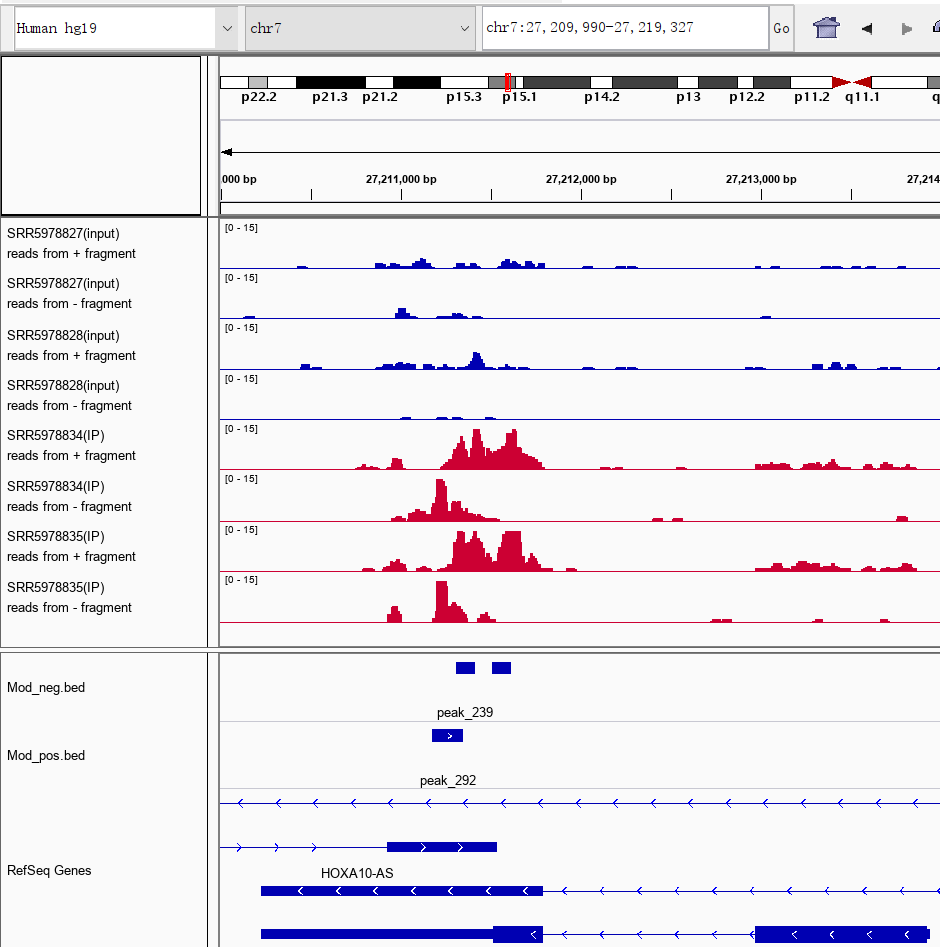 Human hg19 chr7 chr7:27,209,990-27,219,327 Go
p22.2 p21.3 p21.2 p15.3 p15.1 p14.2 p13 p12.2 p11.2 q11.1 q
000 bp 27,211,000 bp 27,212,000 bp 27,213,000 bp 27,214
SRR5978827(input) [0 - 15]
reads from + fragment
SRR5978827(input) [0 - 15]
reads from - fragment
SRR5978828(input) [0 - 15]
reads from + fragment
SRR5978828(input) [0 - 15]
reads from - fragment
SRR5978834(IP) [0 - 15]
reads from + fragment
SRR5978834(IP) [0 - 15]
reads from - fragment
SRR5978835(IP) [0 - 15]
reads from + fragment
SRR5978835(IP) [0 - 15]
reads from - fragment
Mod_neg.bed
peak_239
Mod_pos.bed
peak_292
RefSeq Genes
HOXA10-AS